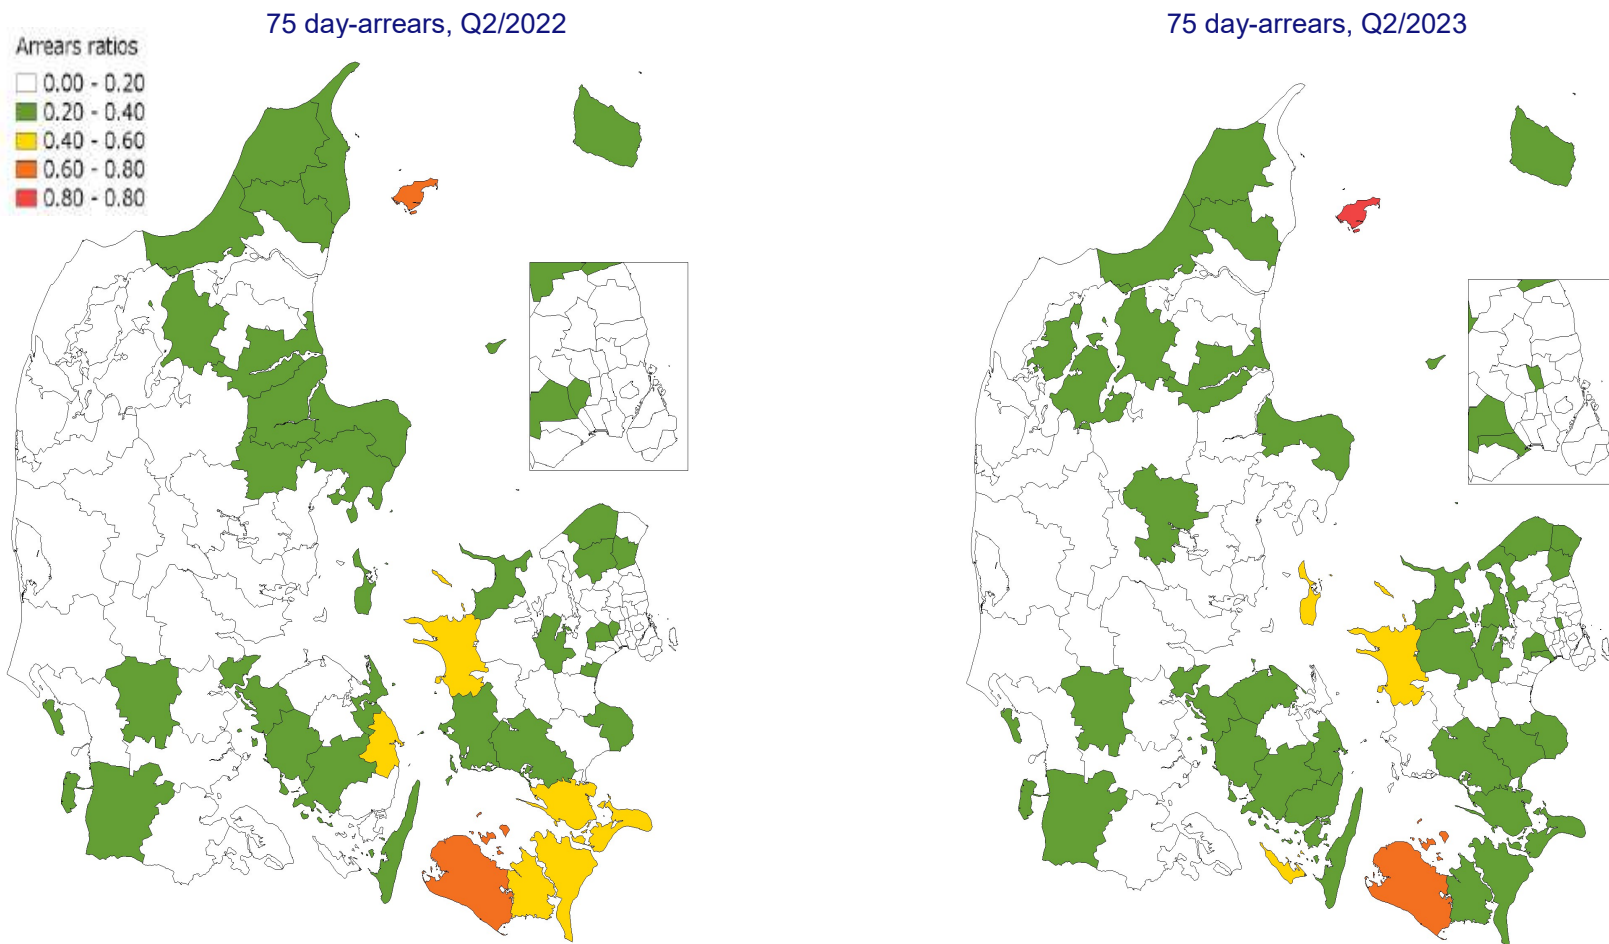 75 day-arrears, Q2/2022
75 day-arrears, Q2/2023
Arrears ratios
0.00 - 0.20
0.20 - 0.40
0.40 - 0.60
0.60 - 0.80
0.80 - 0.80